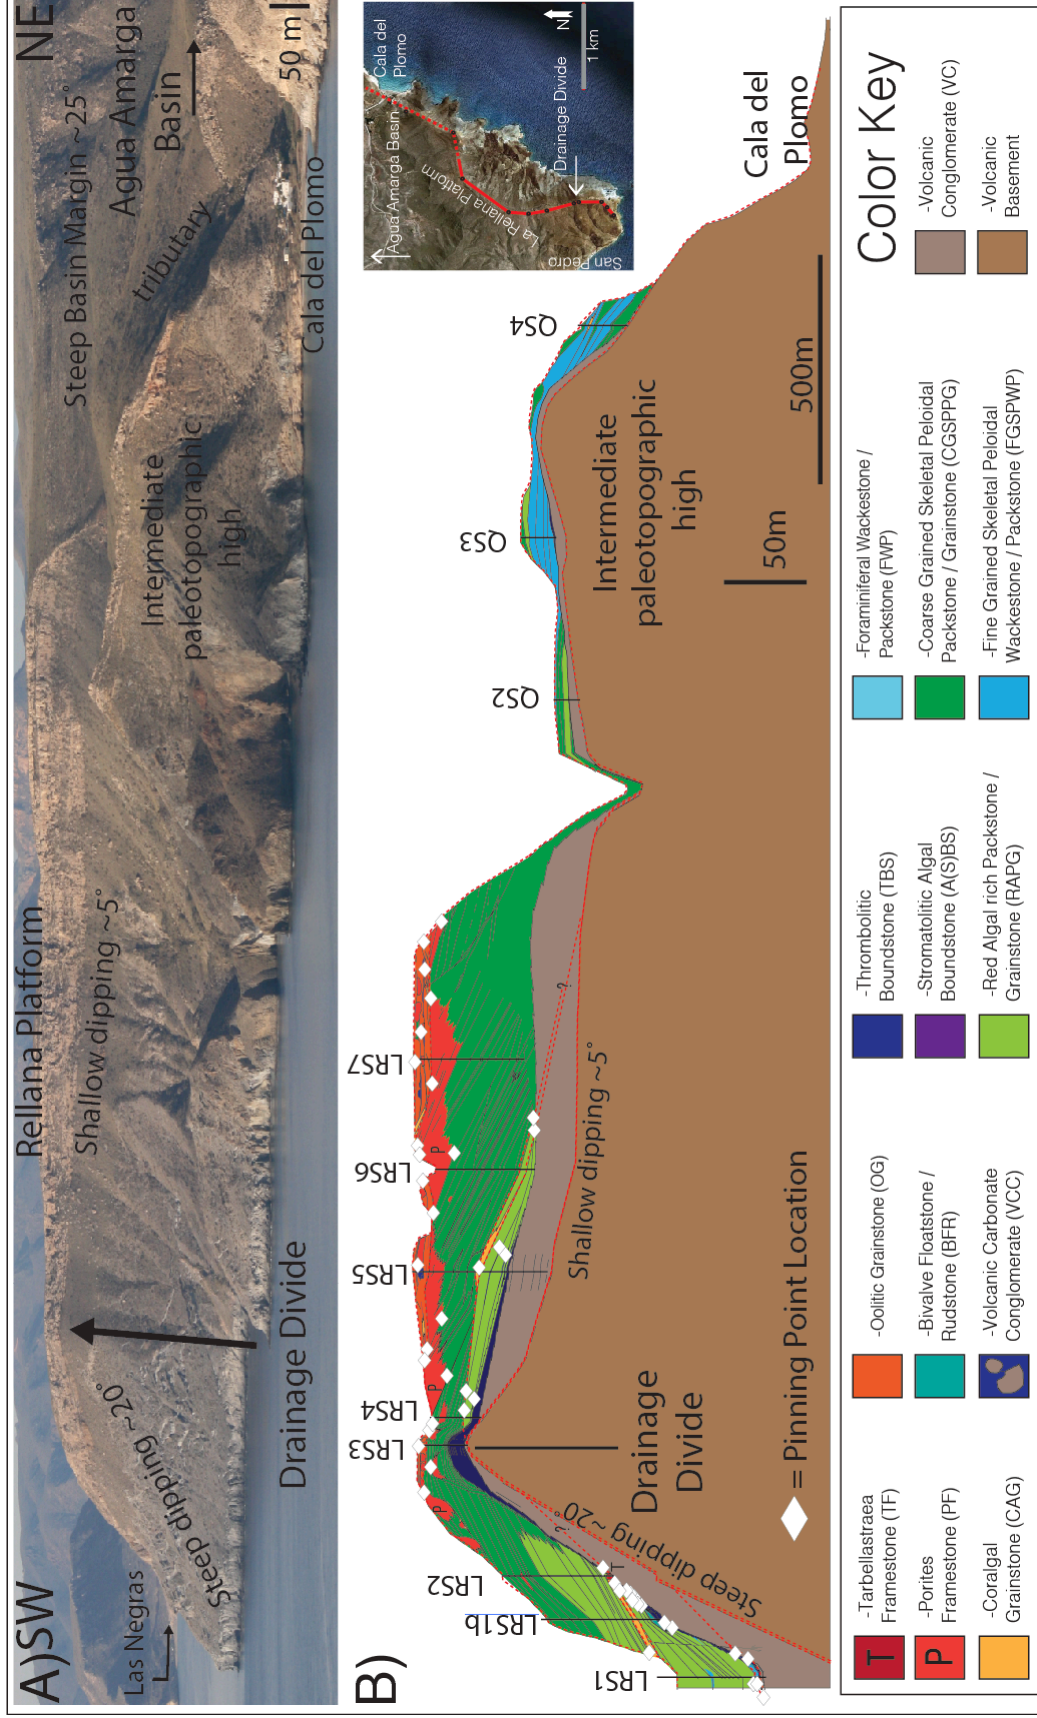 A)SW
NE
Rellana Platform
Steep Basin Margin ~25°
Agua Amarga
Basin
Las Negras
Steep dipping ~20°
Shallow dipping ~5°
Intermediate
paleotopographic
high
tributary
50 m
Drainage Divide
Cala del Plomo
B)
LRS1
LRS1b
LRS2
LRS3
LRS4
LRS5
LRS6
LRS7
QS2
QS3
QS4
P
P
P
T
?
?
Steep dipping ~20°
Drainage
Divide
Shallow dipping ~5°
Intermediate
paleotopographic
high
Cala del
Plomo
= Pinning Point Location
50m
500m
Agua Amarga Basin
Cala del
Plomo
La Rellana Platform
Drainage Divide
San Pedro
N
1 km
Color Key
T
-Tarbellastraea
Framestone (TF)
P
-Porites
Framestone (PF)
-Coralgal
Grainstone (CAG)
-Oolitic Grainstone (OG)
-Bivalve Floatstone /
Rudstone (BFR)
-Volcanic Carbonate
Conglomerate (VCC)
-Thrombolitic
Boundstone (TBS)
-Stromatolitic Algal
Boundstone (A(S)BS)
-Red Algal rich Packstone /
Grainstone (RAPG)
-Foraminiferal Wackestone /
Packstone (FWP)
-Coarse Grained Skeletal Peloidal
Packstone / Grainstone (CGSPPG)
-Fine Grained Skeletal Peloidal
Wackestone / Packstone (FGSPWP)
-Volcanic
Conglomerate (VC)
-Volcanic
Basement